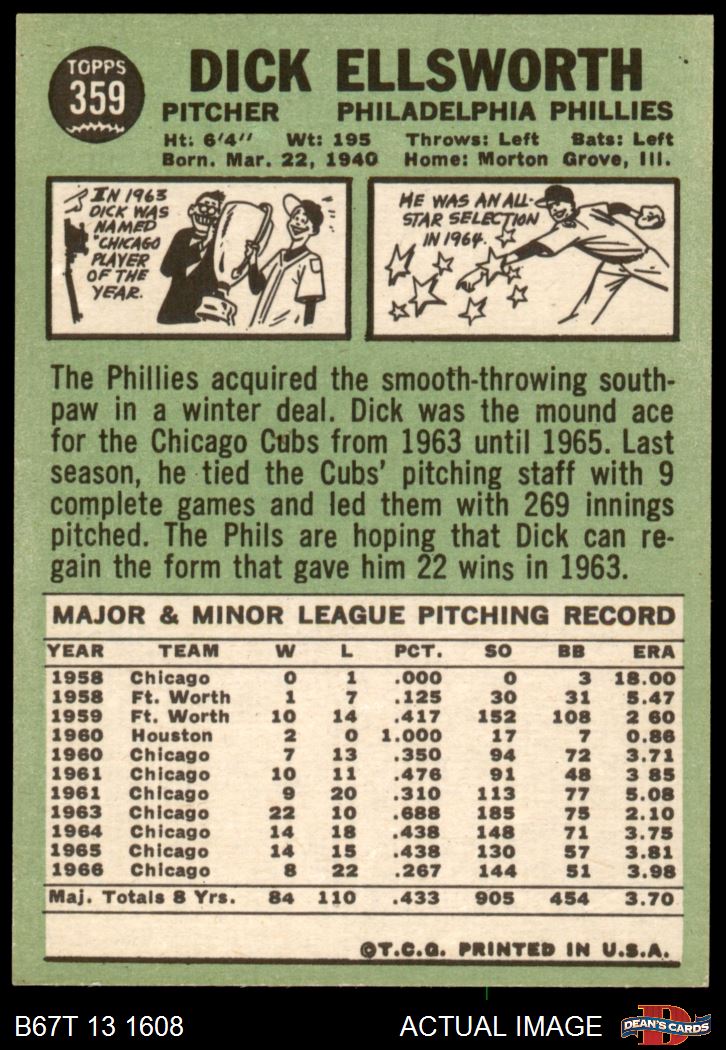 TOPPS
359
DICK ELLSWORTH
PITCHER PHILADELPHIA PHILLIES
Ht: 6'4" Wt: 195 Throws: Left Bats: Left
Born. Mar. 22, 1940 Home: Morton Grove, Ill.
IN 1963
DICK WAS
NAMED
"CHICAGO
PLAYER
OF THE
YEAR.
HE WAS AN ALL-
STAR SELECTION
IN 1964.
The Phillies acquired the smooth-throwing south-
paw in a winter deal. Dick was the mound ace
for the Chicago Cubs from 1963 until 1965. Last
season, he tied the Cubs' pitching staff with 9
complete games and led them with 269 innings
pitched. The Phils are hoping that Dick can re-
gain the form that gave him 22 wins in 1963.
MAJOR & MINOR LEAGUE PITCHING RECORD
YEAR TEAM W L PCT. SO BB ERA
1958 Chicago 0 1 .000 0 3 18.00
1958 Ft. Worth 1 7 .125 30 31 5.47
1959 Ft. Worth 10 14 .417 152 108 2 60
1960 Houston 2 0 1.000 17 7 0.86
1960 Chicago 7 13 .350 94 72 3.71
1961 Chicago 10 11 .476 91 48 3 85
1961 Chicago 9 20 .310 113 77 5.08
1963 Chicago 22 10 .688 185 75 2.10
1964 Chicago 14 18 .438 148 71 3.75
1965 Chicago 14 15 .438 130 57 3.81
1966 Chicago 8 22 .267 144 51 3.98
Maj. Totals 8 Yrs. 84 110 .433 905 454 3.70
©T.C.G. PRINTED IN U.S.A.
B67T 13 1608 ACTUAL IMAGE
D
DEAN'S CARDS